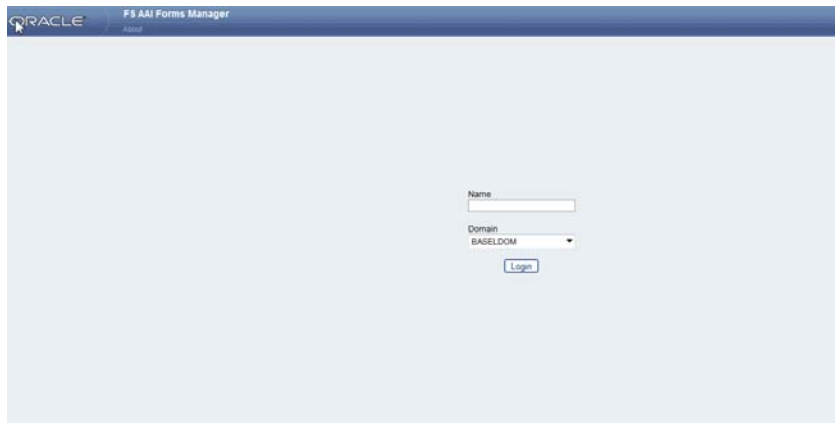 ORACLE
FS AAI Forms Manager
About
Name
Domain
BASELDOM
Login